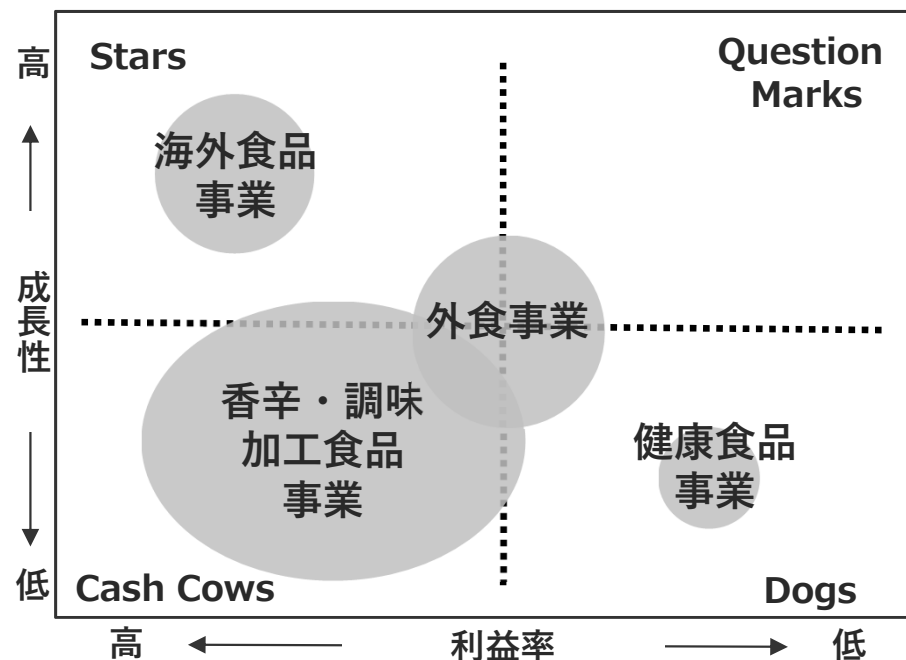 高
Stars
Question
Marks
海外食品
事業
成長性
外食事業
香辛・調味
加工食品
事業
健康食品
事業
低
Cash Cows
Dogs
高
利益率
低